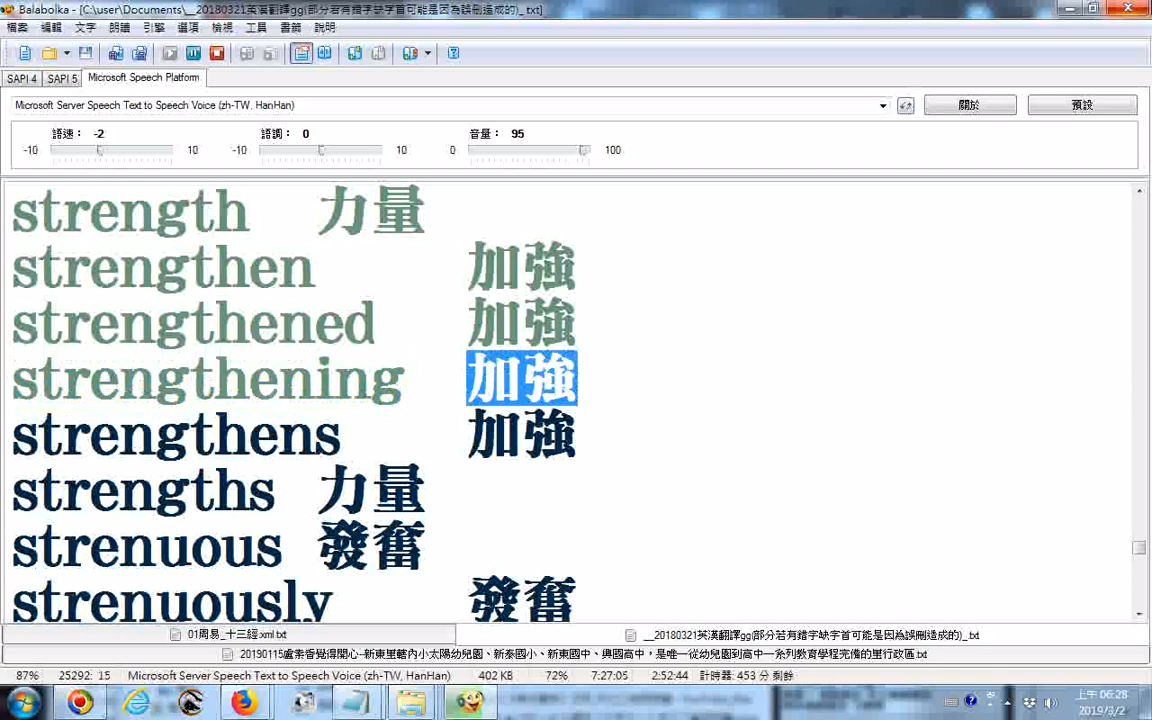 Balabolka - [C:\user\Documents\__20180321英漢翻譯gg(部分若有錯字缺字首可能是因為誤刪造成的)_.txt]
檔案 編輯 文字 朗讀 引擎 選項 檢視 工具 書籤 說明
SAPI 4 SAPI 5 Microsoft Speech Platform
Microsoft Server Speech Text to Speech Voice (zh-TW, HanHan) 關於 預設
語速： -2 語調： 0 音量： 95
-10 10 -10 10 0 100
strength 力量
strengthen 加強
strengthened 加強
strengthening 加強
strengthens 加強
strengths 力量
strenuous 發奮
strenuously 發奮
01周易_十三經.xml.txt __20180321英漢翻譯gg(部分若有錯字缺字首可能是因為誤刪造成的)_.txt
20190115盧素香覺得開心-新東里轄內小太陽幼兒園、新泰國小、新東國中、興國高中，是唯一從幼兒園到高中一系列教育學程完備的里行政區.txt
87% 25292: 15 Microsoft Server Speech Text to Speech Voice (zh-TW, HanHan) 402 KB 72% 7:27:05 2:52:44 計時器: 453 分 剩餘
上午 06:28
2019/3/2